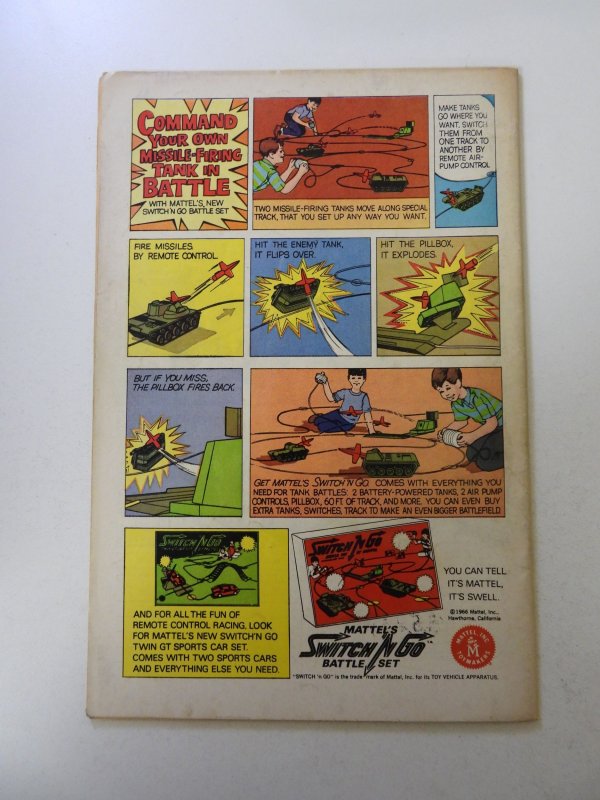 COMMAND
YOUR OWN
MISSILE-FIRING
TANK IN
BATTLE
WITH MATTEL'S NEW
SWITCH 'N GO BATTLE SET
TWO MISSILE-FIRING TANKS MOVE ALONG SPECIAL
TRACK, THAT YOU SET UP ANY WAY YOU WANT.
MAKE TANKS
GO WHERE YOU
WANT. SWITCH
THEM FROM
ONE TRACK TO
ANOTHER BY
REMOTE AIR-
PUMP CONTROL
FIRE MISSILES
BY REMOTE CONTROL.
HIT THE ENEMY TANK,
IT FLIPS OVER.
HIT THE PILLBOX,
IT EXPLODES.
BUT IF YOU MISS,
THE PILLBOX FIRES BACK.
GET MATTEL'S SWITCH 'N GO. COMES WITH EVERYTHING YOU
NEED FOR TANK BATTLES: 2 BATTERY-POWERED TANKS, 2 AIR PUMP
CONTROLS, PILLBOX, 60 FT. OF TRACK, AND MORE. YOU CAN EVEN BUY
EXTRA TANKS, SWITCHES, TRACK TO MAKE AN EVEN BIGGER BATTLEFIELD.
SWITCH 'N GO
AND FOR ALL THE FUN OF
REMOTE CONTROL RACING, LOOK
FOR MATTEL'S NEW SWITCH'N GO
TWIN GT SPORTS CAR SET.
COMES WITH TWO SPORTS CARS
AND EVERYTHING ELSE YOU NEED.
SWITCH 'N GO
MATTEL'S
SWITCH 'N GO
BATTLE SET
YOU CAN TELL
IT'S MATTEL,
IT'S SWELL.
©1966 Mattel, Inc.,
Hawthorne, California
MATTEL, INC.
M
TOYMAKERS
"SWITCH 'n GO" is the trade mark of Mattel, Inc. for its TOY VEHICLE APPARATUS.